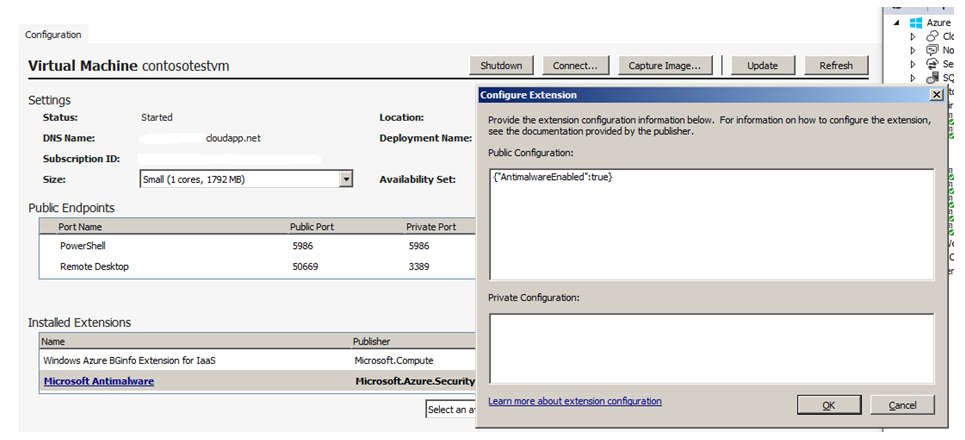 Configuration
Virtual Machine contosotestvm
Shutdown
Connect...
Capture Image...
Update
Refresh
Settings
Status: Started
Location:
DNS Name: cloudapp.net
Deployment Name:
Subscription ID:
Size: Small (1 cores, 1792 MB)
Availability Set:
Public Endpoints
Port Name Public Port Private Port
PowerShell 5986 5986
Remote Desktop 50669 3389
Installed Extensions
Name Publisher
Windows Azure BGinfo Extension for IaaS Microsoft.Compute
Microsoft Antimalware Microsoft.Azure.Security
Select an
Configure Extension
Provide the extension configuration information below. For information on how to configure the extension,
see the documentation provided by the publisher.
Public Configuration:
{"AntimalwareEnabled":true}
Private Configuration:
Learn more about extension configuration
OK
Cancel
Azure